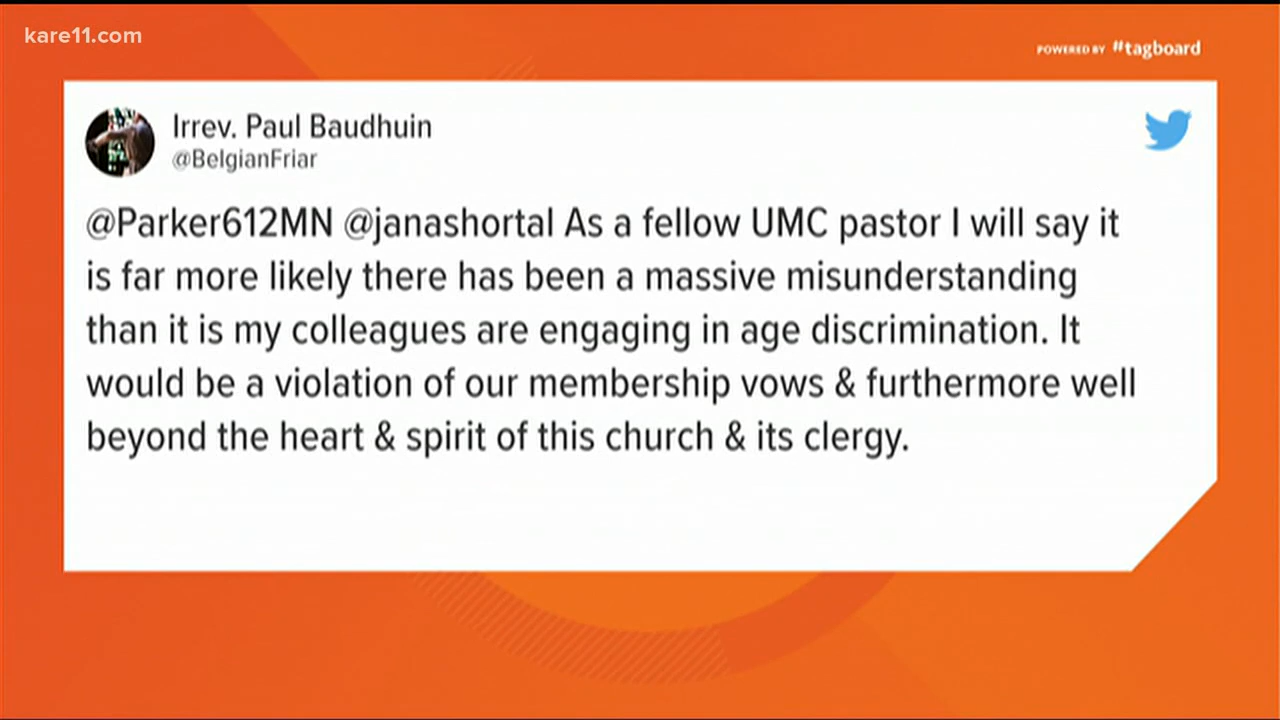 kare11.com
POWERED BY #tagboard
Irrev. Paul Baudhuin
@BelgianFriar
@Parker612MN @janashortal As a fellow UMC pastor I will say it
is far more likely there has been a massive misunderstanding
than it is my colleagues are engaging in age discrimination. It
would be a violation of our membership vows & furthermore well
beyond the heart & spirit of this church & its clergy.